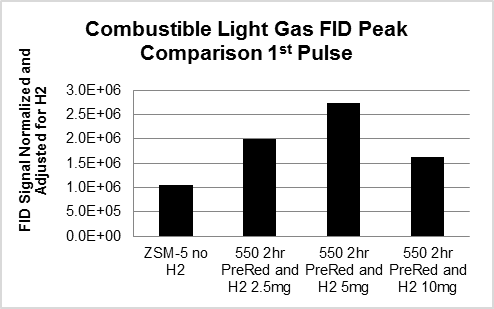 Combustible Light Gas FID Peak
Comparison 1st Pulse
FID Signal Normalized and
Adjusted for H2
3.0E+06
2.5E+06
2.0E+06
1.5E+06
1.0E+06
5.0E+05
0.0E+00
ZSM-5 no
H2
550 2hr
PreRed and
H2 2.5mg
550 2hr
PreRed and
H2 5mg
550 2hr
PreRed and
H2 10mg